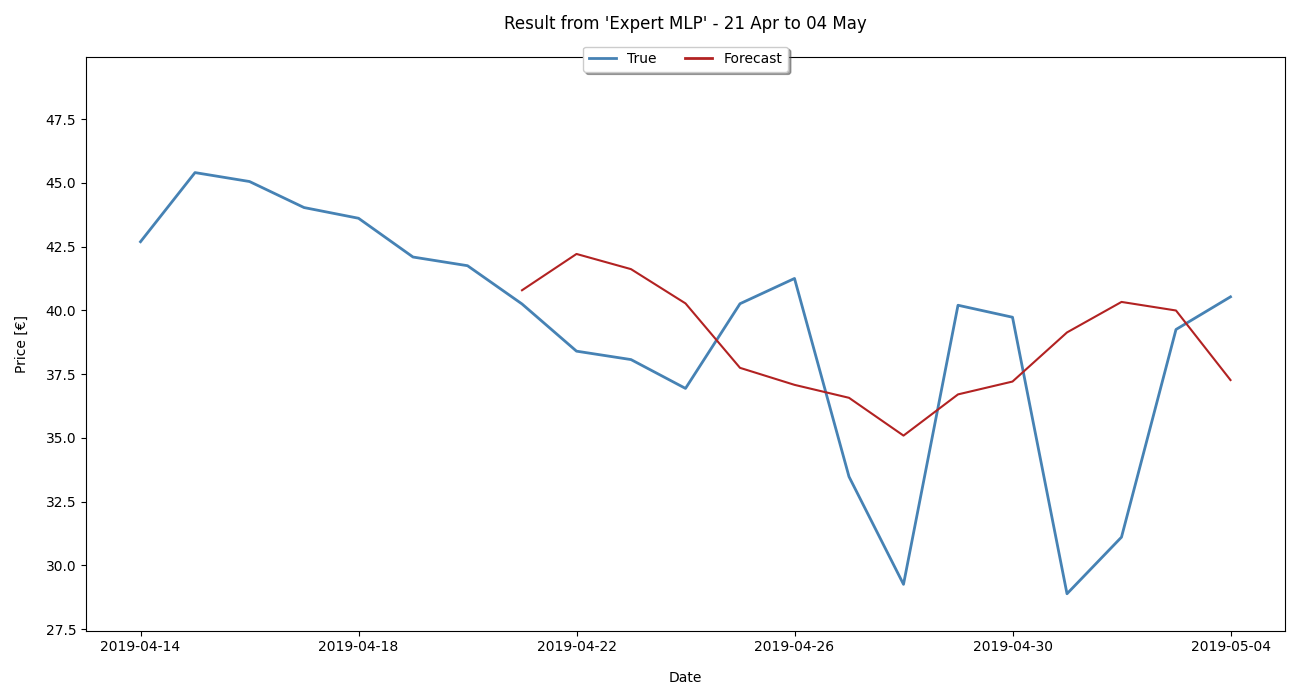 Result from 'Expert MLP' - 21 Apr to 04 May
True Forecast
47.5
45.0
42.5
40.0
37.5
35.0
32.5
30.0
27.5
Price [€]
2019-04-14 2019-04-18 2019-04-22 2019-04-26 2019-04-30 2019-05-04
Date